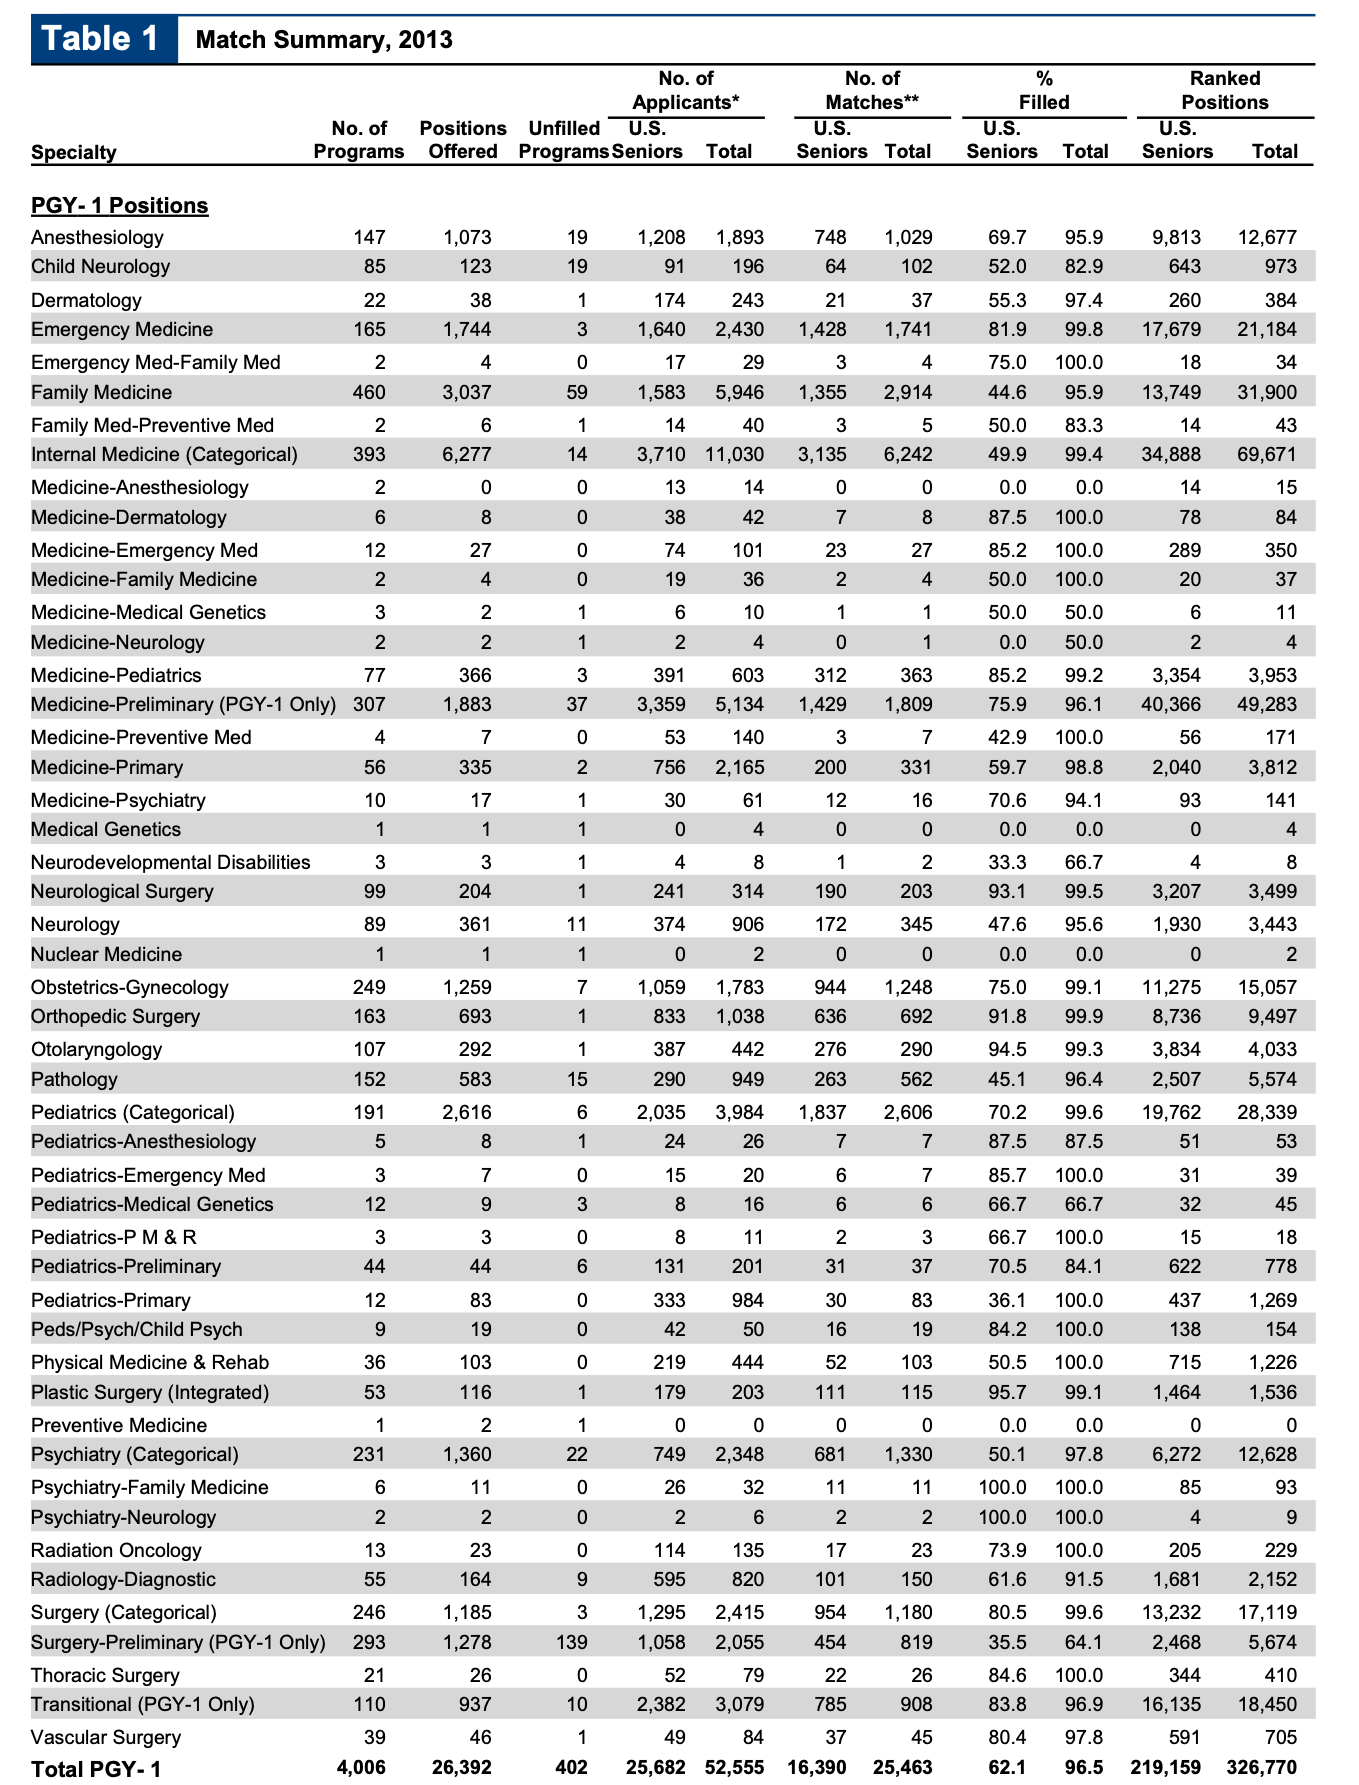 Table 1 Match Summary, 2013
No. of No. of % Ranked
Applicants* Matches** Filled Positions
No. of Positions Unfilled U.S. U.S. U.S. U.S.
Specialty Programs Offered Programs Seniors Total Seniors Total Seniors Total Seniors Total
PGY- 1 Positions
Anesthesiology 147 1,073 19 1,208 1,893 748 1,029 69.7 95.9 9,813 12,677
Child Neurology 85 123 19 91 196 64 102 52.0 82.9 643 973
Dermatology 22 38 1 174 243 21 37 55.3 97.4 260 384
Emergency Medicine 165 1,744 3 1,640 2,430 1,428 1,741 81.9 99.8 17,679 21,184
Emergency Med-Family Med 2 4 0 17 29 3 4 75.0 100.0 18 34
Family Medicine 460 3,037 59 1,583 5,946 1,355 2,914 44.6 95.9 13,749 31,900
Family Med-Preventive Med 2 6 1 14 40 3 5 50.0 83.3 14 43
Internal Medicine (Categorical) 393 6,277 14 3,710 11,030 3,135 6,242 49.9 99.4 34,888 69,671
Medicine-Anesthesiology 2 0 0 13 14 0 0 0.0 0.0 14 15
Medicine-Dermatology 6 8 0 38 42 7 8 87.5 100.0 78 84
Medicine-Emergency Med 12 27 0 74 101 23 27 85.2 100.0 289 350
Medicine-Family Medicine 2 4 0 19 36 2 4 50.0 100.0 20 37
Medicine-Medical Genetics 3 2 1 6 10 1 1 50.0 50.0 6 11
Medicine-Neurology 2 2 1 2 4 0 1 0.0 50.0 2 4
Medicine-Pediatrics 77 366 3 391 603 312 363 85.2 99.2 3,354 3,953
Medicine-Preliminary (PGY-1 Only) 307 1,883 37 3,359 5,134 1,429 1,809 75.9 96.1 40,366 49,283
Medicine-Preventive Med 4 7 0 53 140 3 7 42.9 100.0 56 171
Medicine-Primary 56 335 2 756 2,165 200 331 59.7 98.8 2,040 3,812
Medicine-Psychiatry 10 17 1 30 61 12 16 70.6 94.1 93 141
Medical Genetics 1 1 1 0 4 0 0 0.0 0.0 0 4
Neurodevelopmental Disabilities 3 3 1 4 8 1 2 33.3 66.7 4 8
Neurological Surgery 99 204 1 241 314 190 203 93.1 99.5 3,207 3,499
Neurology 89 361 11 374 906 172 345 47.6 95.6 1,930 3,443
Nuclear Medicine 1 1 1 0 2 0 0 0.0 0.0 0 2
Obstetrics-Gynecology 249 1,259 7 1,059 1,783 944 1,248 75.0 99.1 11,275 15,057
Orthopedic Surgery 163 693 1 833 1,038 636 692 91.8 99.9 8,736 9,497
Otolaryngology 107 292 1 387 442 276 290 94.5 99.3 3,834 4,033
Pathology 152 583 15 290 949 263 562 45.1 96.4 2,507 5,574
Pediatrics (Categorical) 191 2,616 6 2,035 3,984 1,837 2,606 70.2 99.6 19,762 28,339
Pediatrics-Anesthesiology 5 8 1 24 26 7 7 87.5 87.5 51 53
Pediatrics-Emergency Med 3 7 0 15 20 6 7 85.7 100.0 31 39
Pediatrics-Medical Genetics 12 9 3 8 16 6 6 66.7 66.7 32 45
Pediatrics-P M & R 3 3 0 8 11 2 3 66.7 100.0 15 18
Pediatrics-Preliminary 44 44 6 131 201 31 37 70.5 84.1 622 778
Pediatrics-Primary 12 83 0 333 984 30 83 36.1 100.0 437 1,269
Peds/Psych/Child Psych 9 19 0 42 50 16 19 84.2 100.0 138 154
Physical Medicine & Rehab 36 103 0 219 444 52 103 50.5 100.0 715 1,226
Plastic Surgery (Integrated) 53 116 1 179 203 111 115 95.7 99.1 1,464 1,536
Preventive Medicine 1 2 1 0 0 0 0 0.0 0.0 0 0
Psychiatry (Categorical) 231 1,360 22 749 2,348 681 1,330 50.1 97.8 6,272 12,628
Psychiatry-Family Medicine 6 11 0 26 32 11 11 100.0 100.0 85 93
Psychiatry-Neurology 2 2 0 2 6 2 2 100.0 100.0 4 9
Radiation Oncology 13 23 0 114 135 17 23 73.9 100.0 205 229
Radiology-Diagnostic 55 164 9 595 820 101 150 61.6 91.5 1,681 2,152
Surgery (Categorical) 246 1,185 3 1,295 2,415 954 1,180 80.5 99.6 13,232 17,119
Surgery-Preliminary (PGY-1 Only) 293 1,278 139 1,058 2,055 454 819 35.5 64.1 2,468 5,674
Thoracic Surgery 21 26 0 52 79 22 26 84.6 100.0 344 410
Transitional (PGY-1 Only) 110 937 10 2,382 3,079 785 908 83.8 96.9 16,135 18,450
Vascular Surgery 39 46 1 49 84 37 45 80.4 97.8 591 705
Total PGY- 1 4,006 26,392 402 25,682 52,555 16,390 25,463 62.1 96.5 219,159 326,770